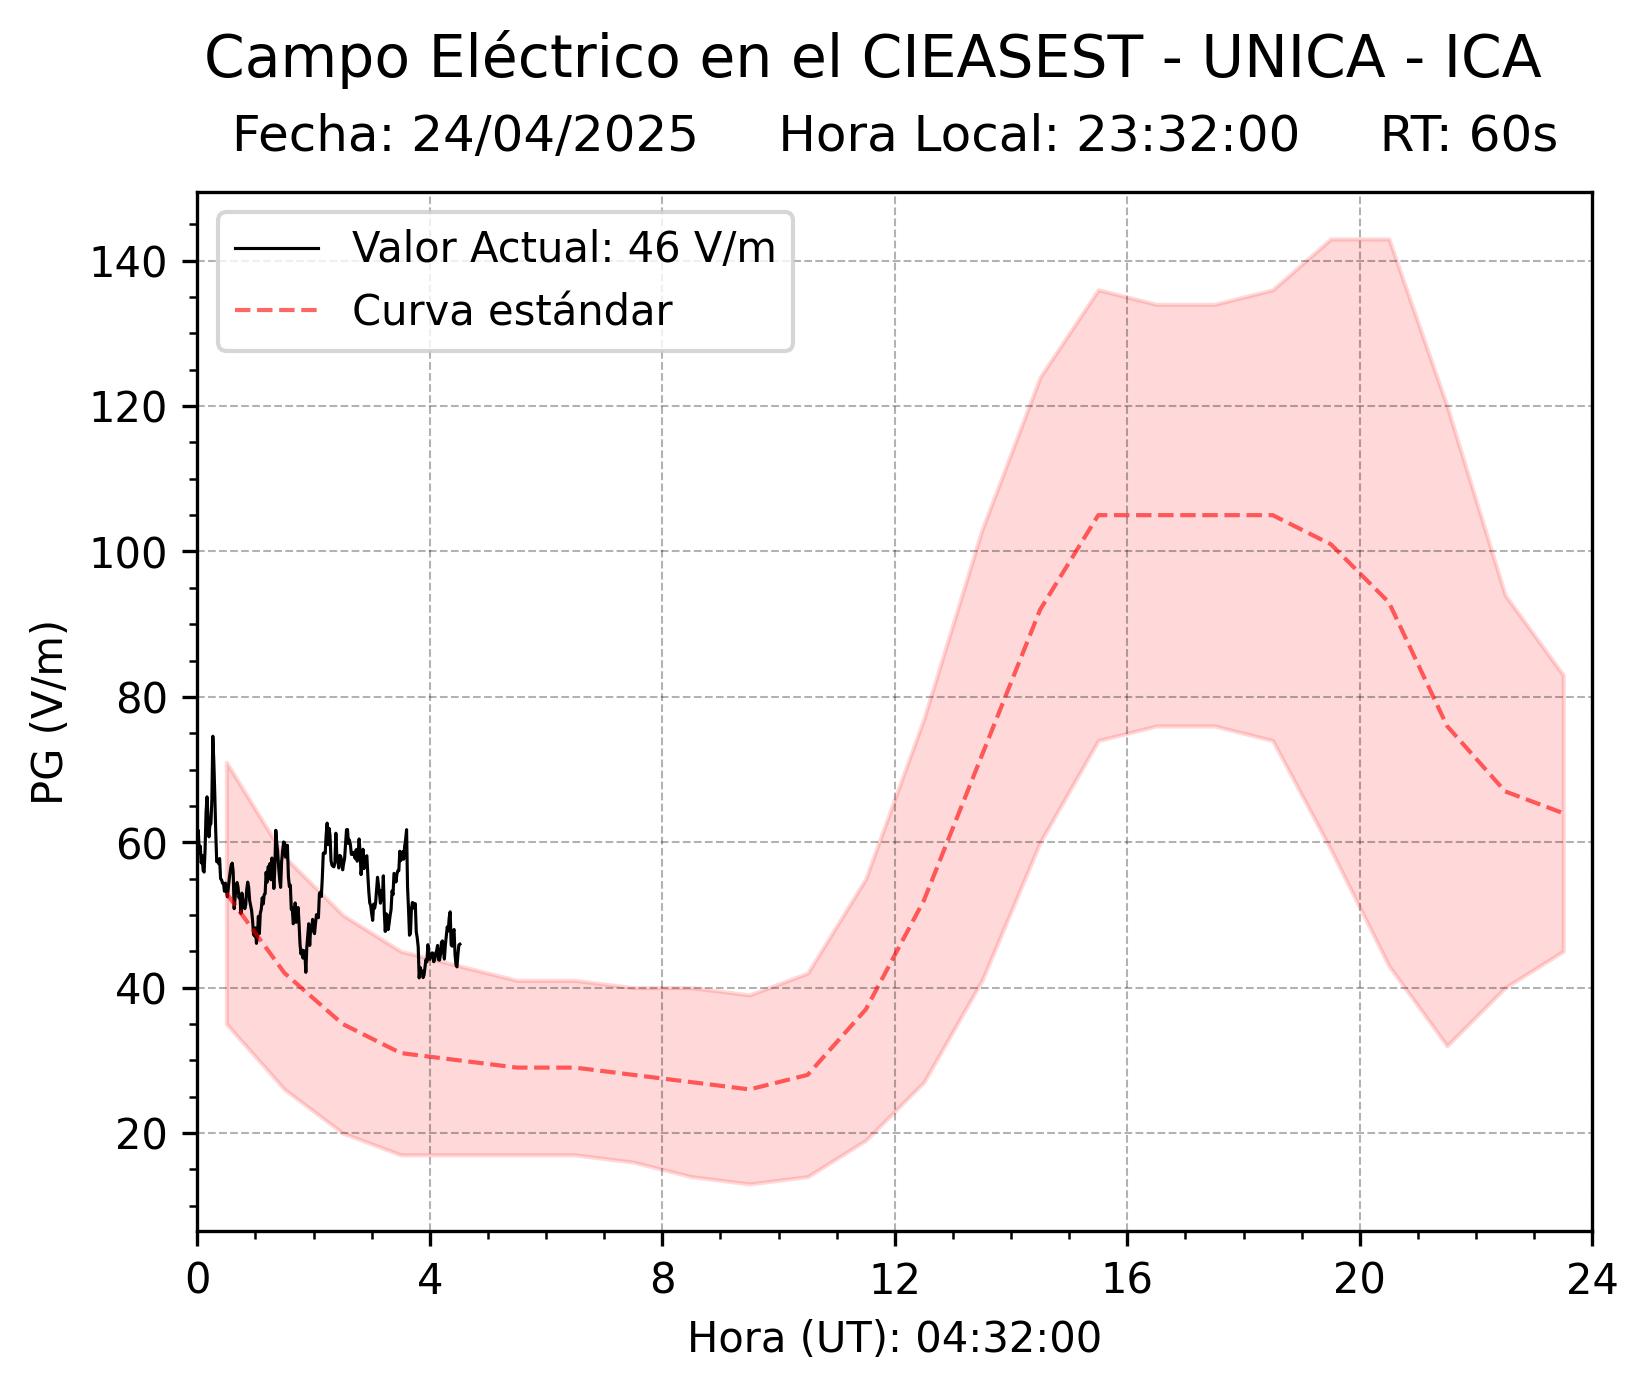 Campo Eléctrico en el CIEASEST - UNICA - ICA
Fecha: 24/04/2025 Hora Local: 23:32:00 RT: 60s
Valor Actual: 46 V/m
Curva estándar
PG (V/m)
140
120
100
80
60
40
20
0 4 8 12 16 20 24
Hora (UT): 04:32:00